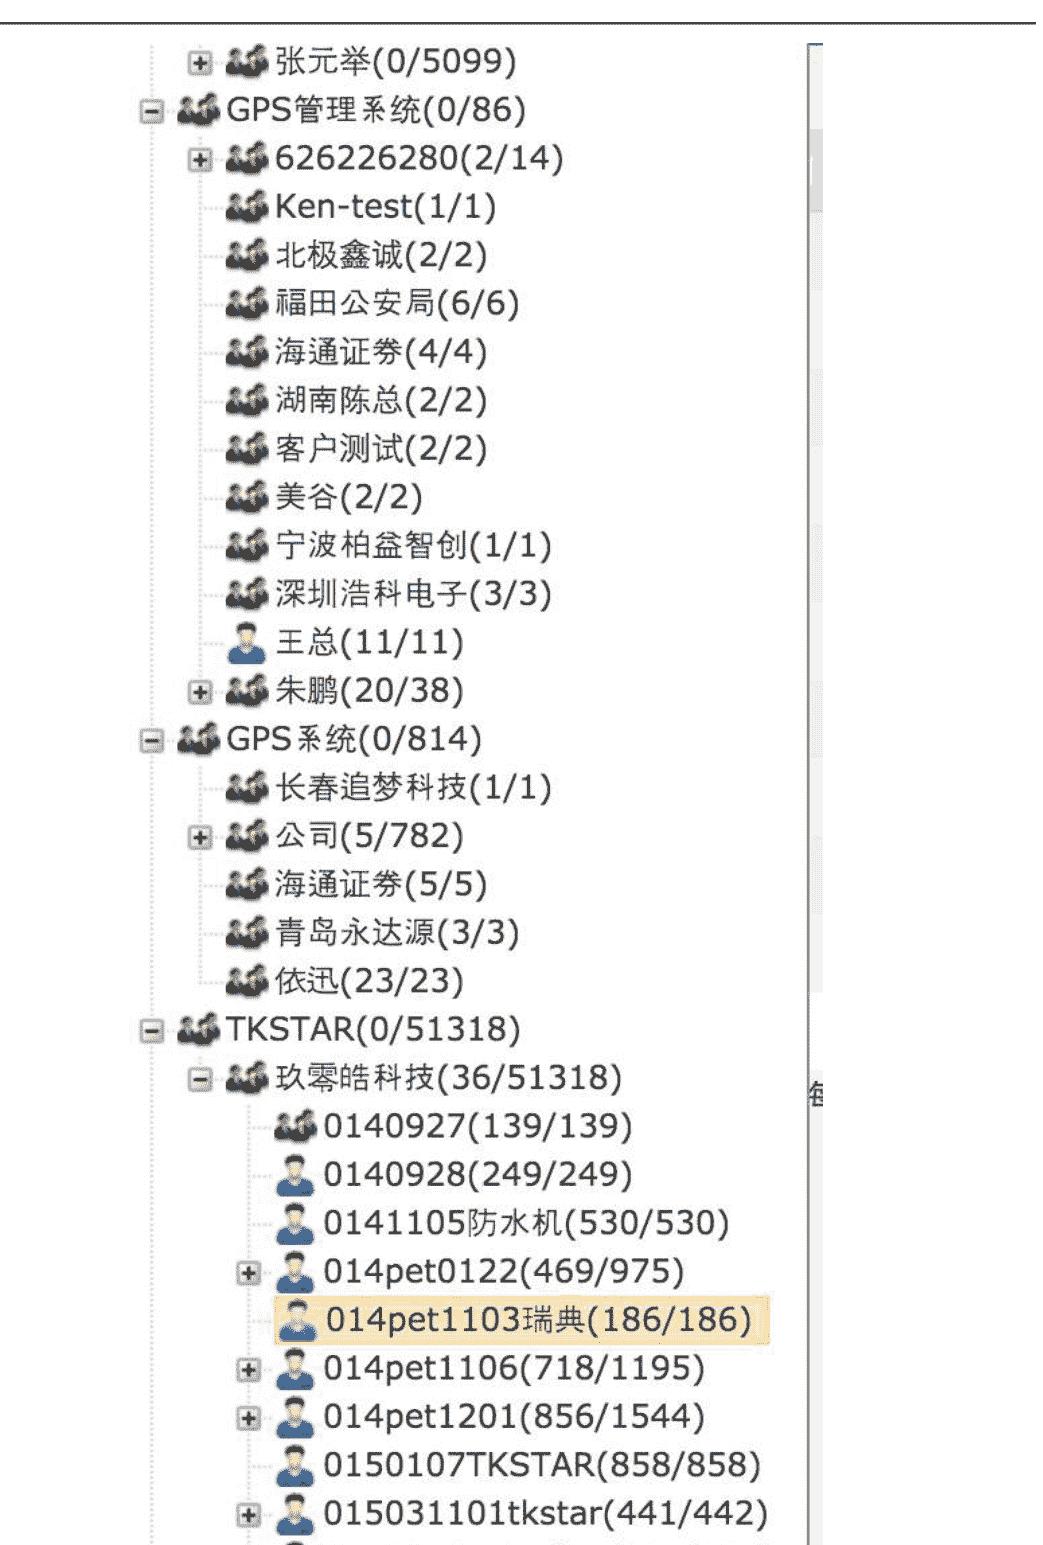 张元举(0/5099)
GPS管理系统(0/86)
626226280(2/14)
Ken-test(1/1)
北极鑫诚(2/2)
福田公安局(6/6)
海通证券(4/4)
湖南陈总(2/2)
客户测试(2/2)
美谷(2/2)
宁波柏益智创(1/1)
深圳浩科电子(3/3)
王总(11/11)
朱鹏(20/38)
GPS系统(0/814)
长春追梦科技(1/1)
公司(5/782)
海通证券(5/5)
青岛永达源(3/3)
依迅(23/23)
TKSTAR(0/51318)
玖零皓科技(36/51318)
0140927(139/139)
0140928(249/249)
0141105防水机(530/530)
014pet0122(469/975)
014pet1103瑞典(186/186)
014pet1106(718/1195)
014pet1201(856/1544)
0150107TKSTAR(858/858)
015031101tkstar(441/442)